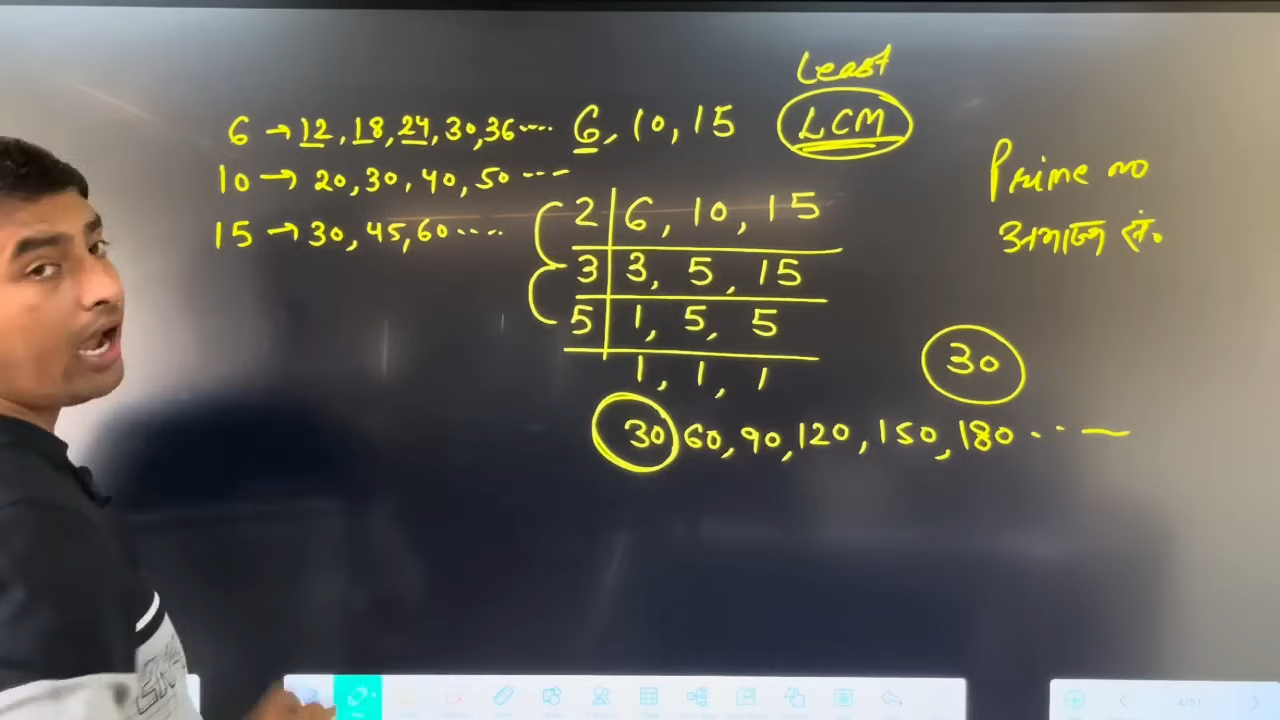 Least
6 → 12, 18, 24, 30, 36....
6, 10, 15
LCM
10 → 20, 30, 40, 50 ---
15 → 30, 45, 60....
2 | 6, 10, 15
3 | 3, 5, 15
5 | 1, 5, 5
1, 1, 1
Prime no
अभाज्य सं.
30
30 60, 90, 120, 150, 180 ... —
4/51